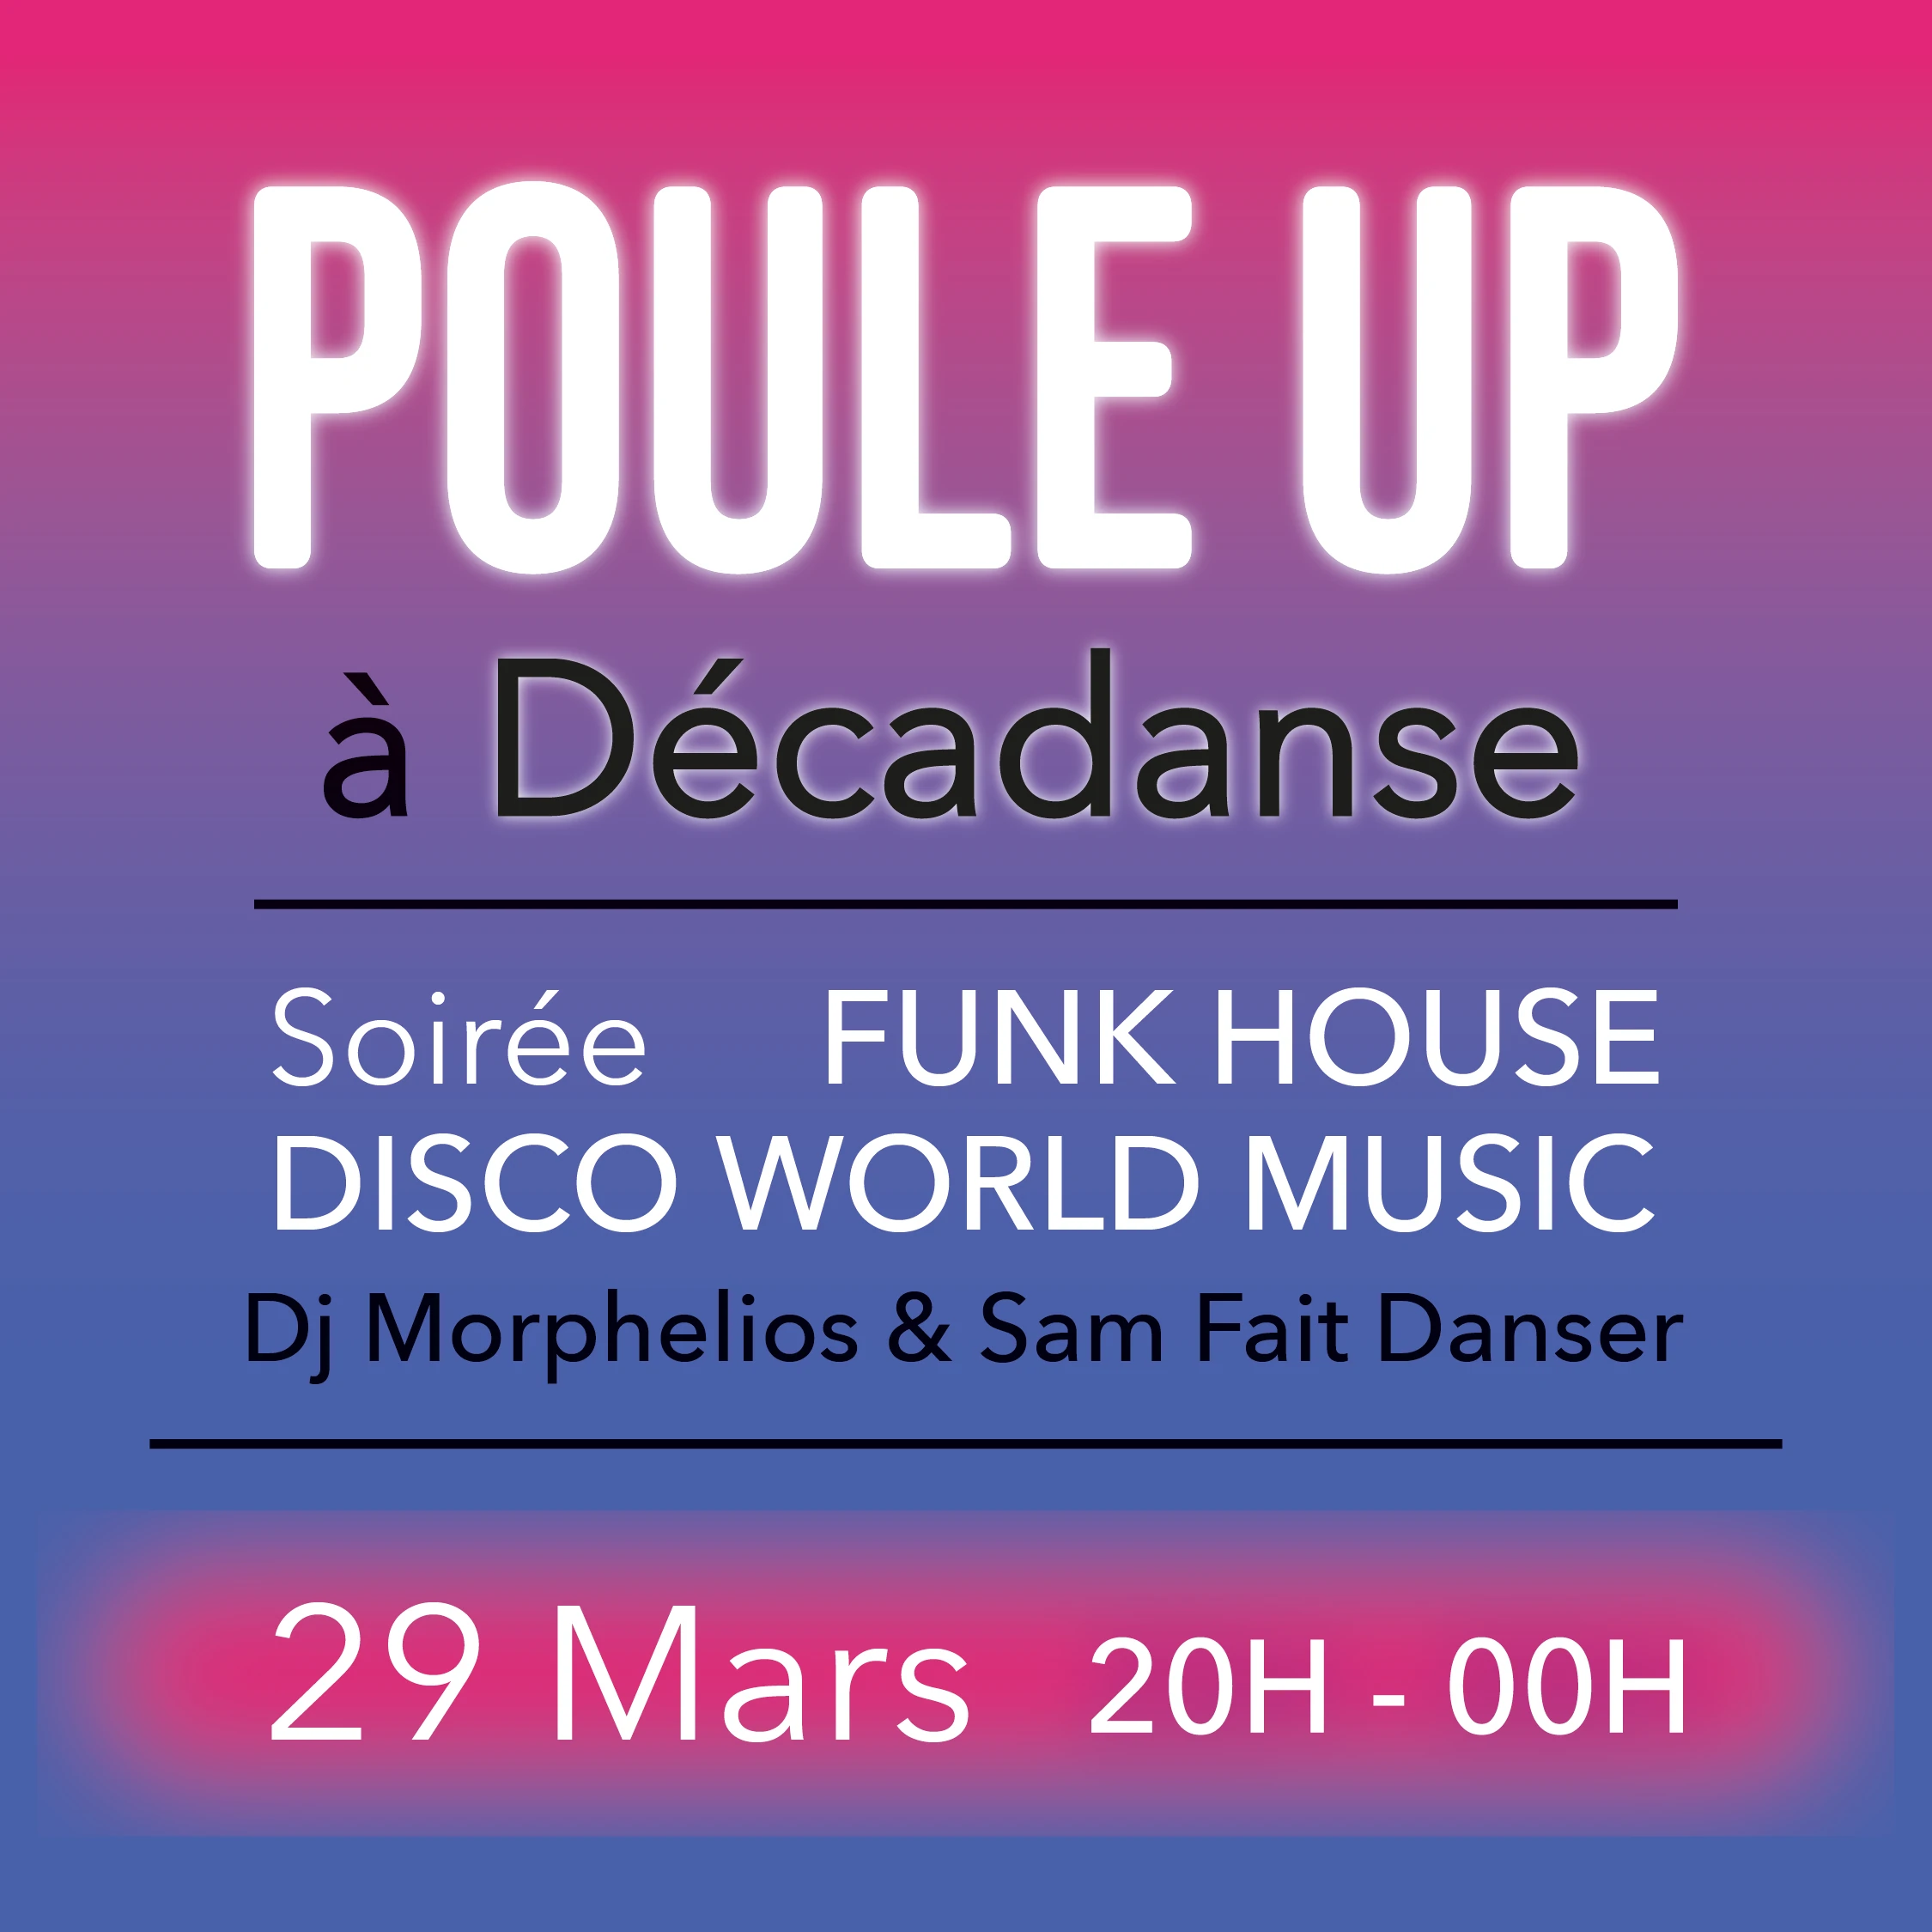 POULE UP
à Décadanse
Soirée FUNK HOUSE
DISCO WORLD MUSIC
Dj Morphelios & Sam Fait Danser
29 Mars 20H - 00H